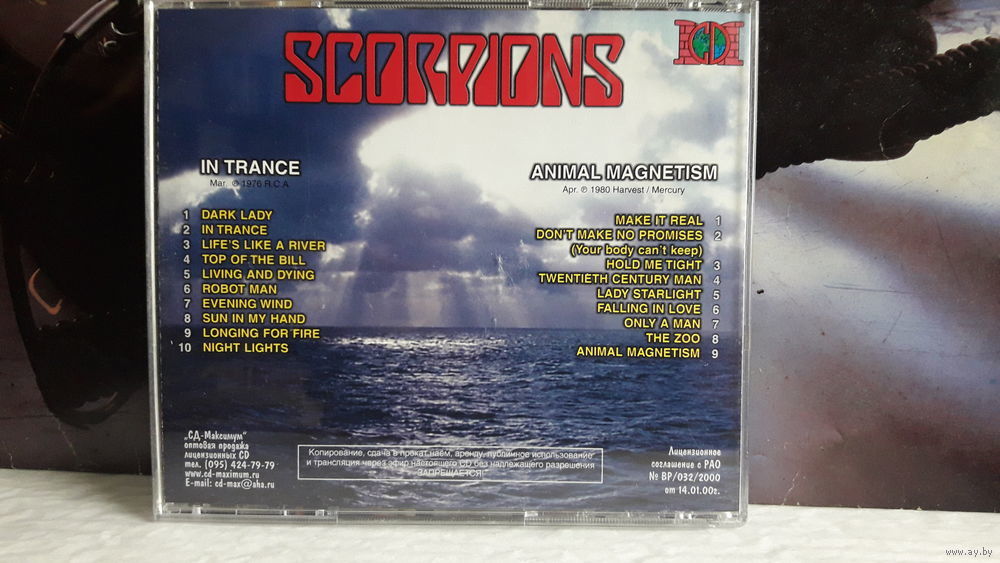 SCORPIONS
IN TRANCE
Mar. ℗ 1976 R.C.A
1 DARK LADY
2 IN TRANCE
3 LIFE'S LIKE A RIVER
4 TOP OF THE BILL
5 LIVING AND DYING
6 ROBOT MAN
7 EVENING WIND
8 SUN IN MY HAND
9 LONGING FOR FIRE
10 NIGHT LIGHTS
ANIMAL MAGNETISM
Apr. ℗ 1980 Harvest / Mercury
MAKE IT REAL 1
DON'T MAKE NO PROMISES 2
(Your body can't keep)
HOLD ME TIGHT 3
TWENTIETH CENTURY MAN 4
LADY STARLIGHT 5
FALLING IN LOVE 6
ONLY A MAN 7
THE ZOO 8
ANIMAL MAGNETISM 9
„СД-Максимум"
оптовая продажа
лицензионных CD
тел. (095) 424-79-79
www.cd-maximum.ru
E-mail: cd-max@aha.ru
Копирование, сдача в прокат,наём, аренду, публичное использование
и трансляция через эфир настоящего CD без надлежащего разрешения
ЗАПРЕЩАЕТСЯ!
Лицензионное
соглашение с РАО
№ ВР/032/2000
от 14.01.00г.
www.ay.by